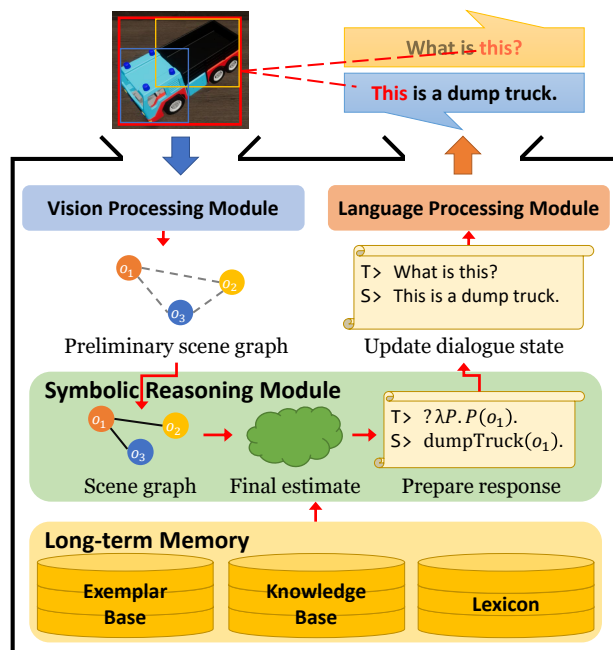 What is this?
This is a dump truck.
Vision Processing Module
Language Processing Module
o₁
o₂
o₃
Preliminary scene graph
T> What is this?
S> This is a dump truck.
Update dialogue state
Symbolic Reasoning Module
o₁
o₂
o₃
Scene graph
Final estimate
T> ?λP.P(o₁).
S> dumpTruck(o₁).
Prepare response
Long-term Memory
Exemplar
Base
Knowledge
Base
Lexicon